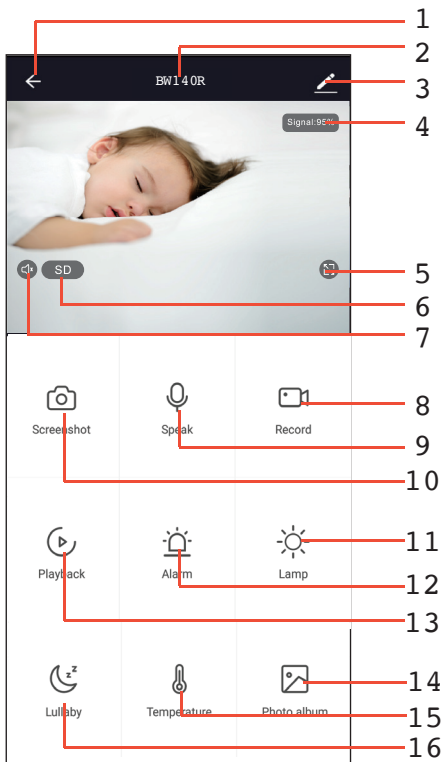 1
2
BW140R
3
Signal:95%
4
5
SD
6
7
8
Screenshot
Speak
Record
9
10
11
Playback
Alarm
Lamp
12
13
14
Lullaby
Temperature
Photo album
15
16